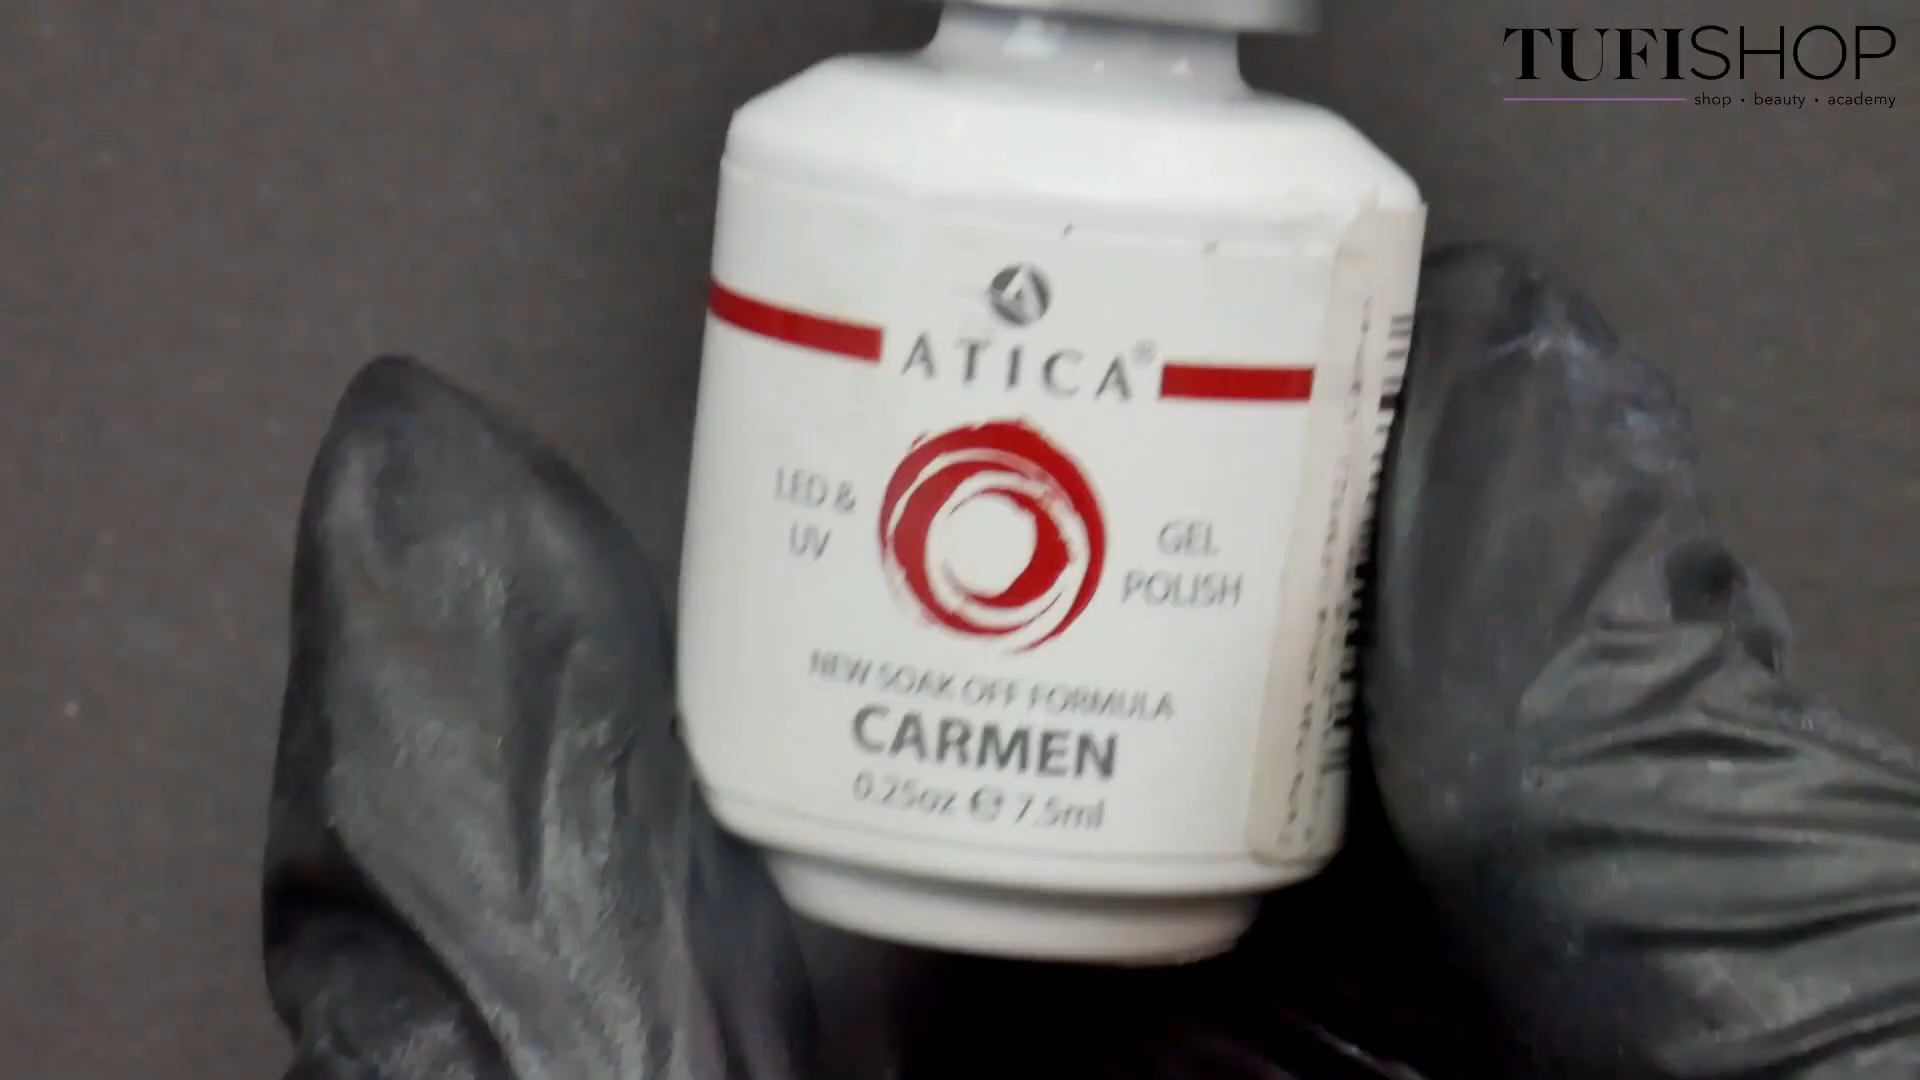 TUFISHOP
shop • beauty • academy
ATICA®
LED &
UV
GEL
POLISH
NEW SOAK OFF FORMULA
CARMEN
0.25oz ℮ 7.5ml